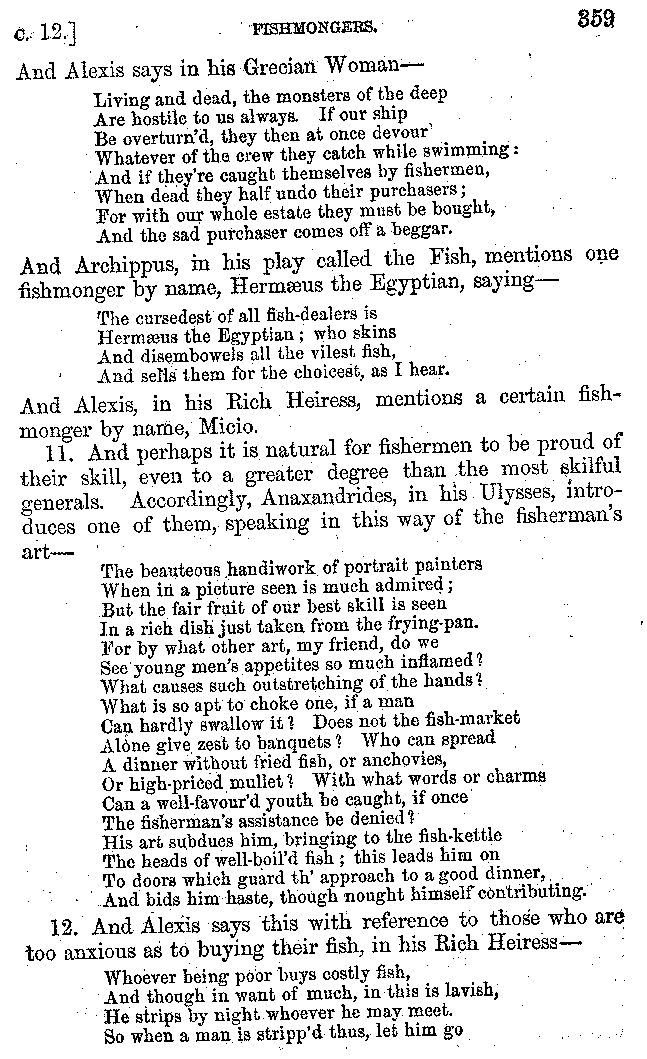 c. 12.] FISHMONGERS. 359
And Alexis says in his Grecian Woman—
Living and dead, the monsters of the deep
Are hostile to us always. If our ship
Be overturn'd, they then at once devour
Whatever of the crew they catch while swimming:
And if they're caught themselves by fishermen,
When dead they half undo their purchasers;
For with our whole estate they must be bought,
And the sad purchaser comes off a beggar.
And Archippus, in his play called the Fish, mentions one
fishmonger by name, Hermæus the Egyptian, saying—
The cursedest of all fish-dealers is
Hermæus the Egyptian; who skins
And disembowels all the vilest fish,
And sells them for the choicest, as I hear.
And Alexis, in his Rich Heiress, mentions a certain fish-
monger by name, Micio.
11. And perhaps it is natural for fishermen to be proud of
their skill, even to a greater degree than the most skilful
generals. Accordingly, Anaxandrides, in his Ulysses, intro-
duces one of them, speaking in this way of the fisherman's
art—
The beauteous handiwork of portrait painters
When in a picture seen is much admired;
But the fair fruit of our best skill is seen
In a rich dish just taken from the frying-pan.
For by what other art, my friend, do we
See young men's appetites so much inflamed?
What causes such outstretching of the hands?
What is so apt to choke one, if a man
Can hardly swallow it? Does not the fish-market
Alone give zest to banquets? Who can spread
A dinner without fried fish, or anchovies,
Or high-priced mullet? With what words or charms
Can a well-favour'd youth be caught, if once
The fisherman's assistance be denied?
His art subdues him, bringing to the fish-kettle
The heads of well-boil'd fish; this leads him on
To doors which guard th' approach to a good dinner,
And bids him haste, though nought himself contributing.
12. And Alexis says this with reference to those who are
too anxious as to buying their fish, in his Rich Heiress—
Whoever being poor buys costly fish,
And though in want of much, in this is lavish,
He strips by night whoever he may meet.
So when a man is stripp'd thus, let him go